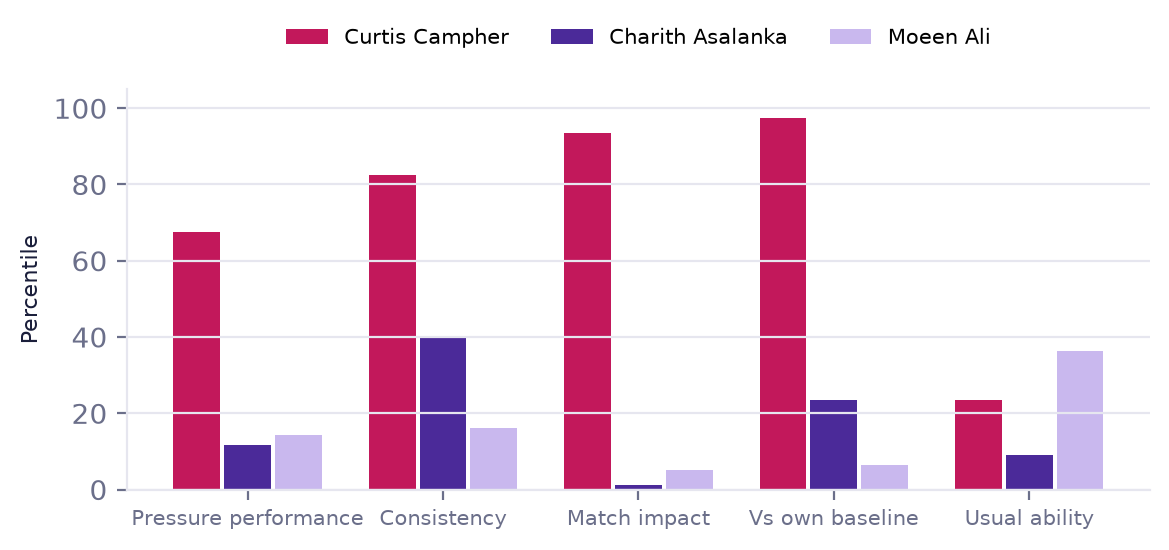 Curtis Campher Charith Asalanka Moeen Ali
100
80
60
40
20
0
Percentile
Pressure performance Consistency Match impact Vs own baseline Usual ability